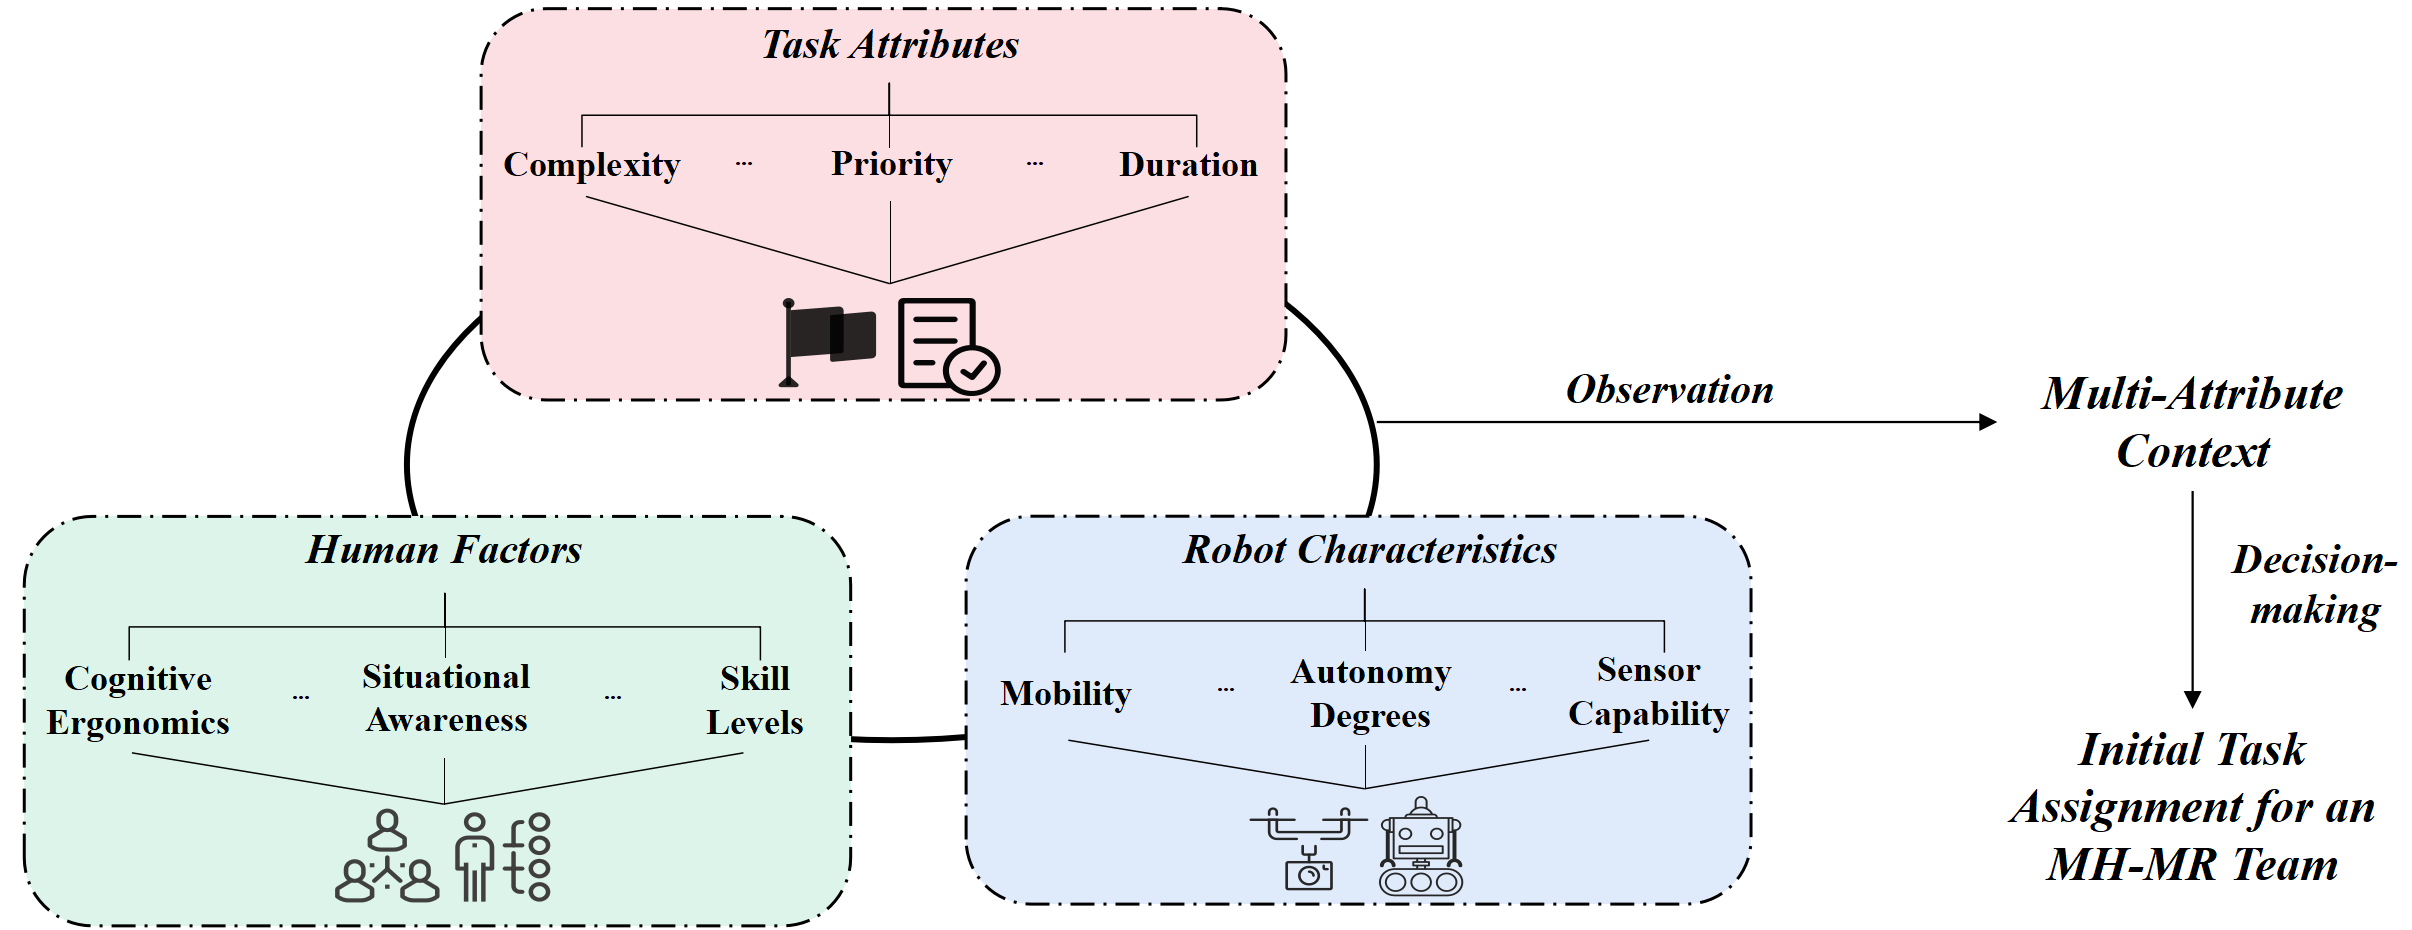 Task Attributes
Complexity ... Priority ... Duration
Observation
Multi-Attribute
Context
Decision-
making
Initial Task
Assignment for an
MH-MR Team
Human Factors
Cognitive
Ergonomics
...
Situational
Awareness
...
Skill
Levels
Robot Characteristics
Mobility
...
Autonomy
Degrees
...
Sensor
Capability